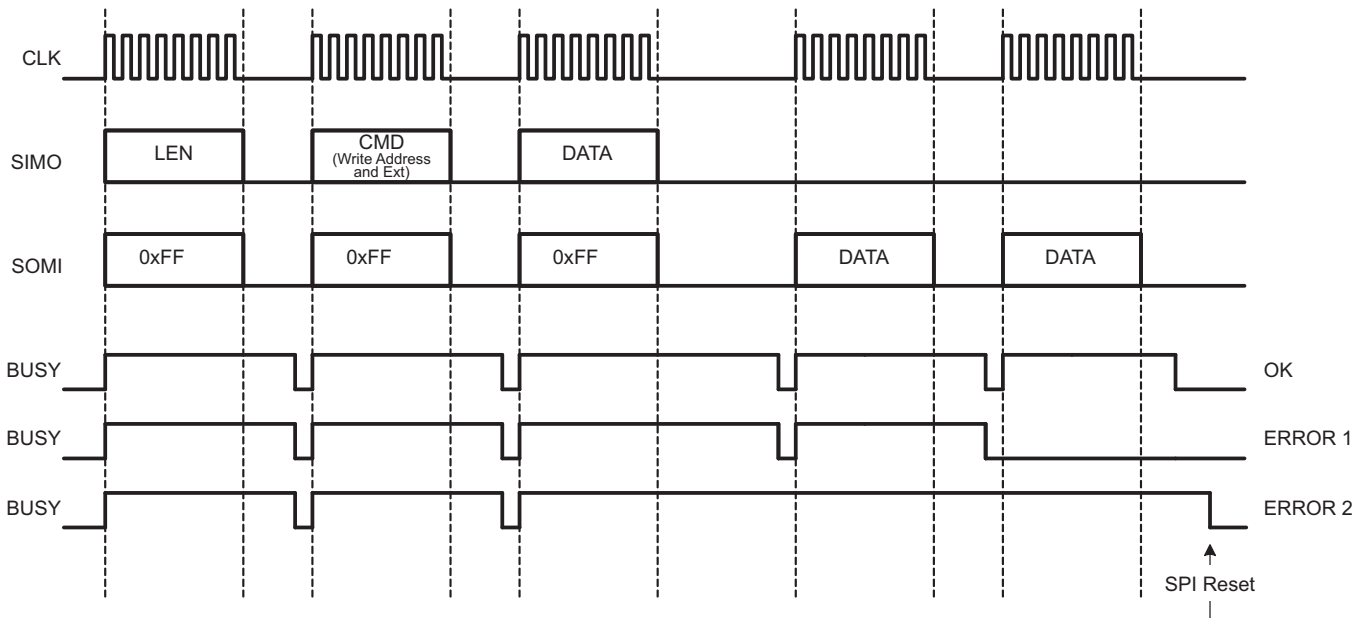 CLK
SIMO
LEN
CMD
(Write Address
and Ext)
DATA
SOMI
0xFF
0xFF
0xFF
DATA
DATA
BUSY
OK
BUSY
ERROR 1
BUSY
ERROR 2
SPI Reset